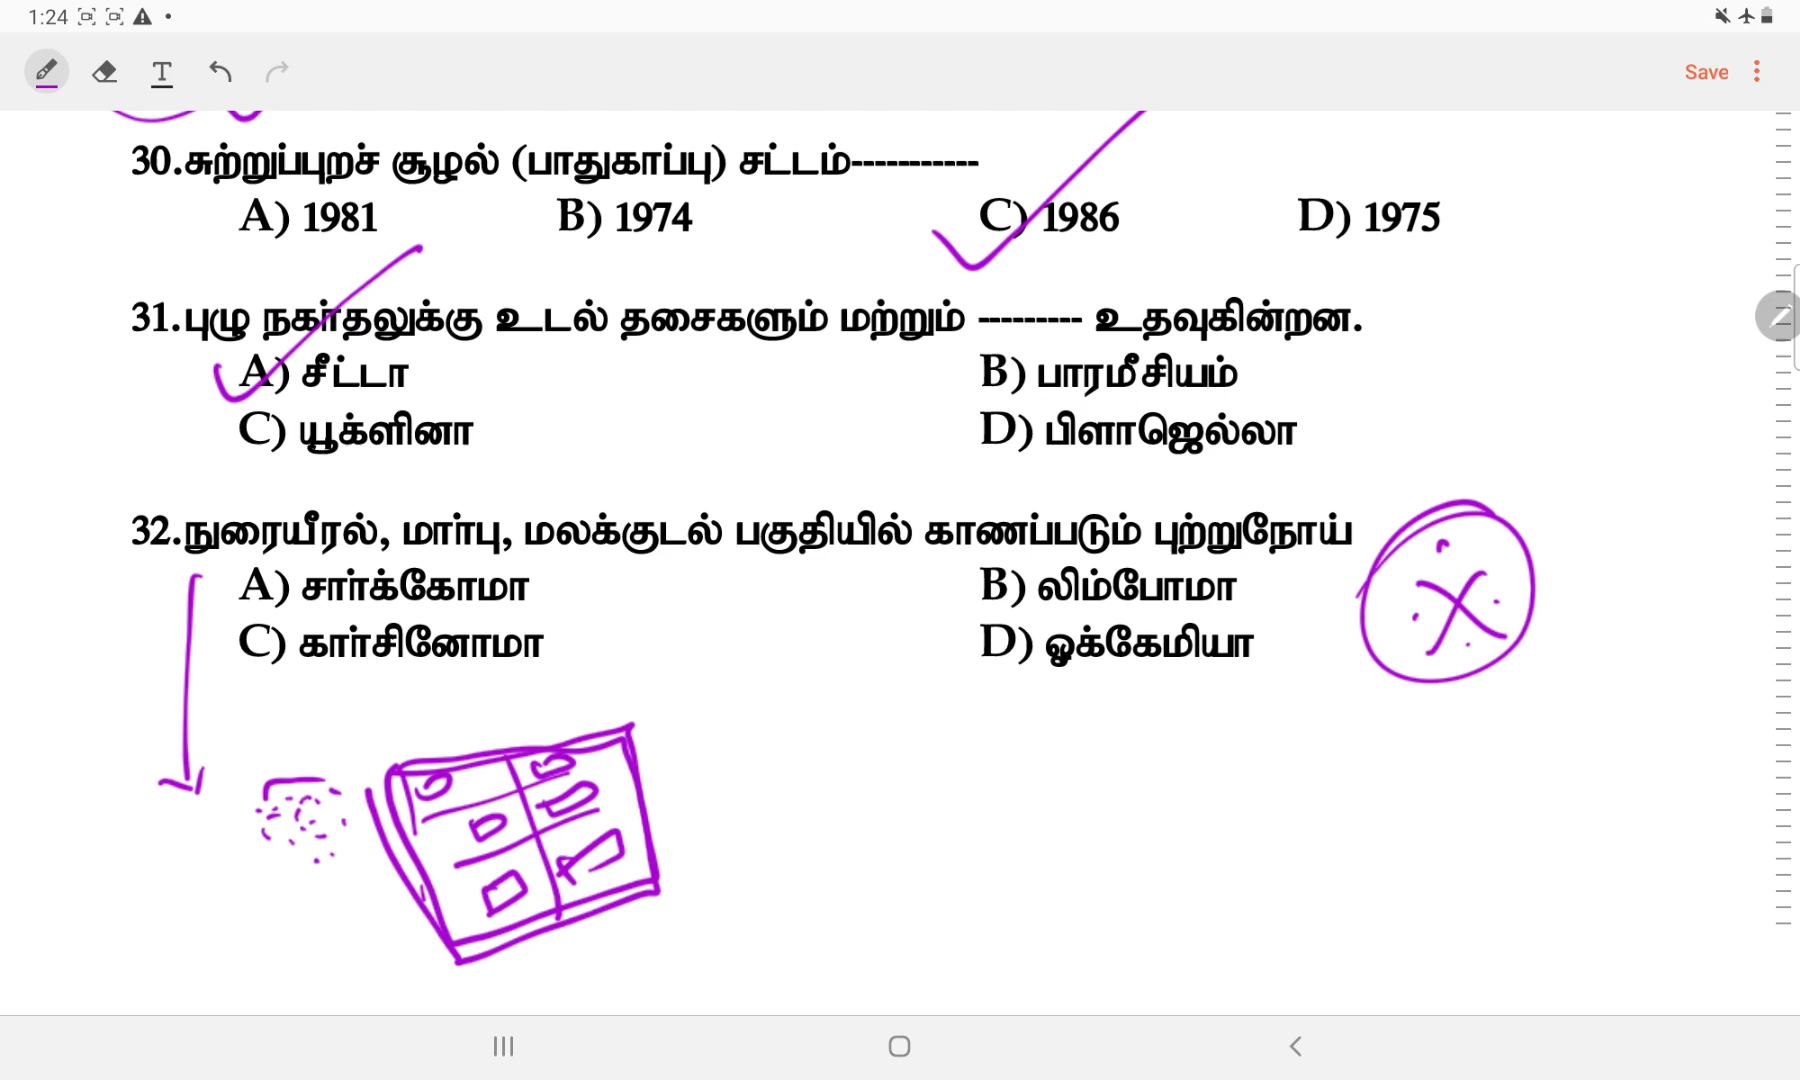 1:24
Save
30.சுற்றுப்புறச் சூழல் (பாதுகாப்பு) சட்டம்-----------
A) 1981 B) 1974 C) 1986 D) 1975
31.புழு நகர்தலுக்கு உடல் தசைகளும் மற்றும் --------- உதவுகின்றன.
A) சீட்டா B) பாரமீசியம்
C) யூக்ளினா D) பிளாஜெல்லா
32.நுரையீரல், மார்பு, மலக்குடல் பகுதியில் காணப்படும் புற்றுநோய்
A) சார்க்கோமா B) லிம்போமா
C) கார்சினோமா D) லுக்கேமியா